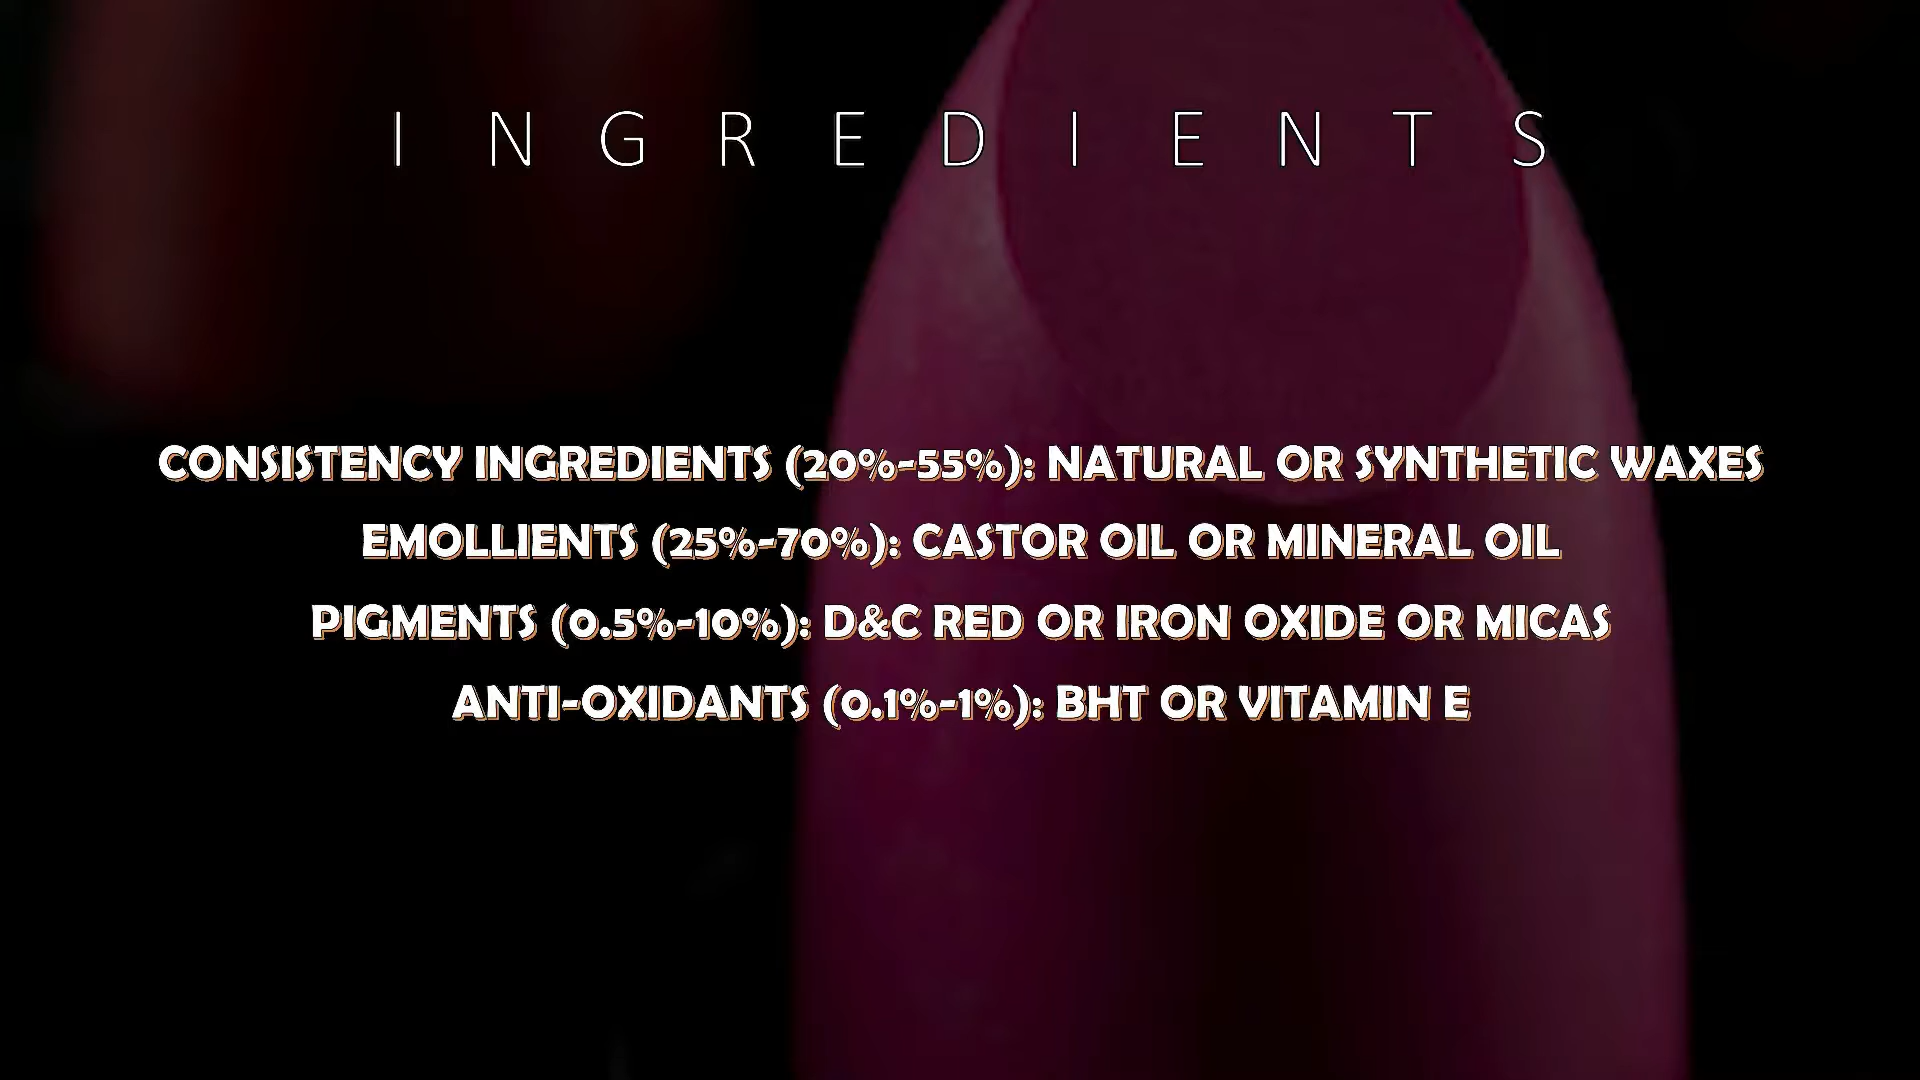 INGREDIENTS
CONSISTENCY INGREDIENTS (20%-55%): NATURAL OR SYNTHETIC WAXES
EMOLLIENTS (25%-70%): CASTOR OIL OR MINERAL OIL
PIGMENTS (0.5%-10%): D&C RED OR IRON OXIDE OR MICAS
ANTI-OXIDANTS (0.1%-1%): BHT OR VITAMIN E